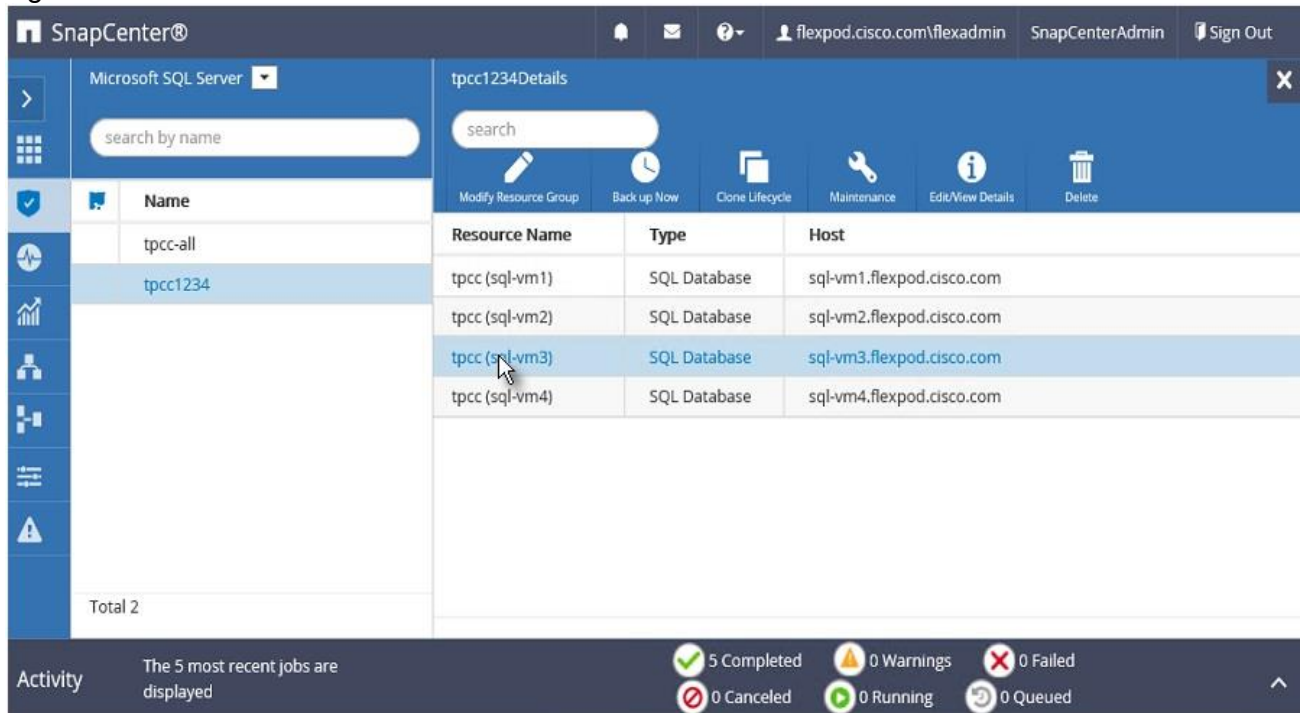 SnapCenter®
flexpod.cisco.com\flexadmin SnapCenterAdmin Sign Out
Microsoft SQL Server
search by name
Name
tpcc-all
tpcc1234
Total 2
tpcc1234Details
search
Modify Resource Group Back up Now Clone Lifecycle Maintenance Edit/View Details Delete
Resource Name Type Host
tpcc (sql-vm1) SQL Database sql-vm1.flexpod.cisco.com
tpcc (sql-vm2) SQL Database sql-vm2.flexpod.cisco.com
tpcc (sql-vm3) SQL Database sql-vm3.flexpod.cisco.com
tpcc (sql-vm4) SQL Database sql-vm4.flexpod.cisco.com
Activity
The 5 most recent jobs are
displayed
5 Completed 0 Warnings 0 Failed
0 Canceled 0 Running 0 Queued